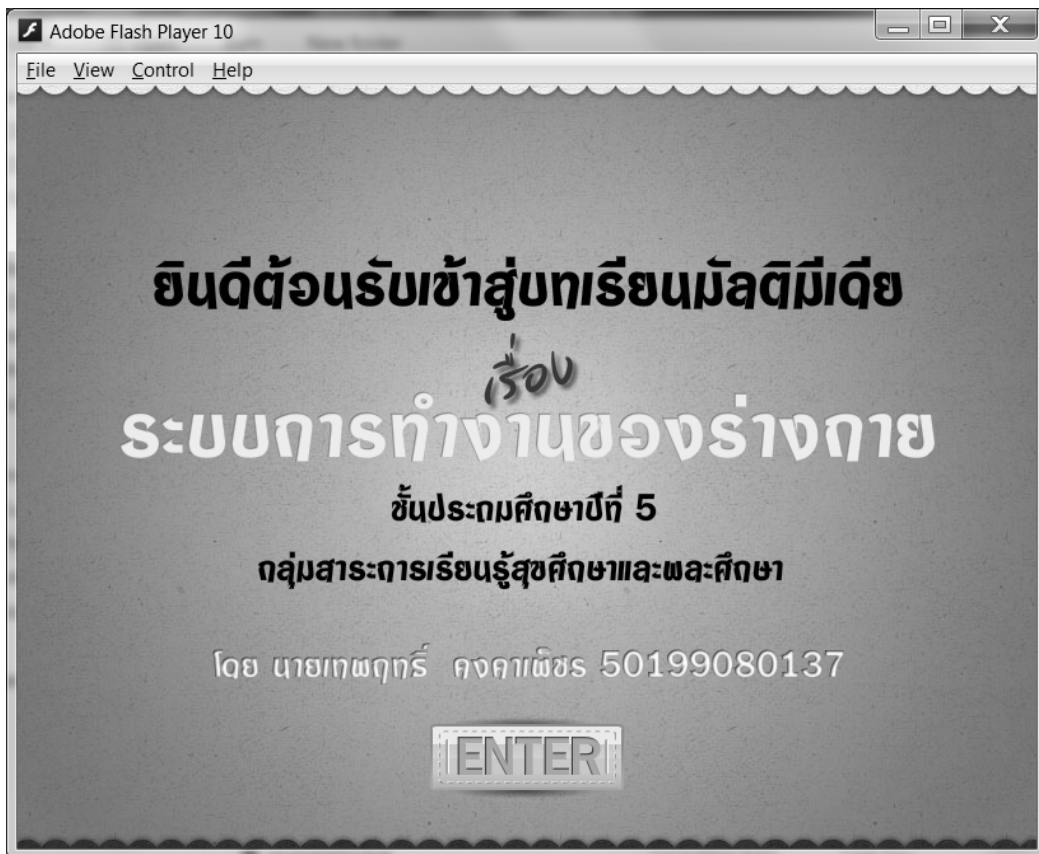 Adobe Flash Player 10
File View Control Help
ยินดีต้อนรับเข้าสู่บทเรียนมัลติมีเดีย
เรื่อง
ระบบการทำงานของร่างกาย
ชั้นประถมศึกษาปีที่ 5
กลุ่มสาระการเรียนรู้สุขศึกษาและพละศึกษา
โดย นายเทพฤทธิ์ คงคาเพ็ชร 50199080137
ENTER